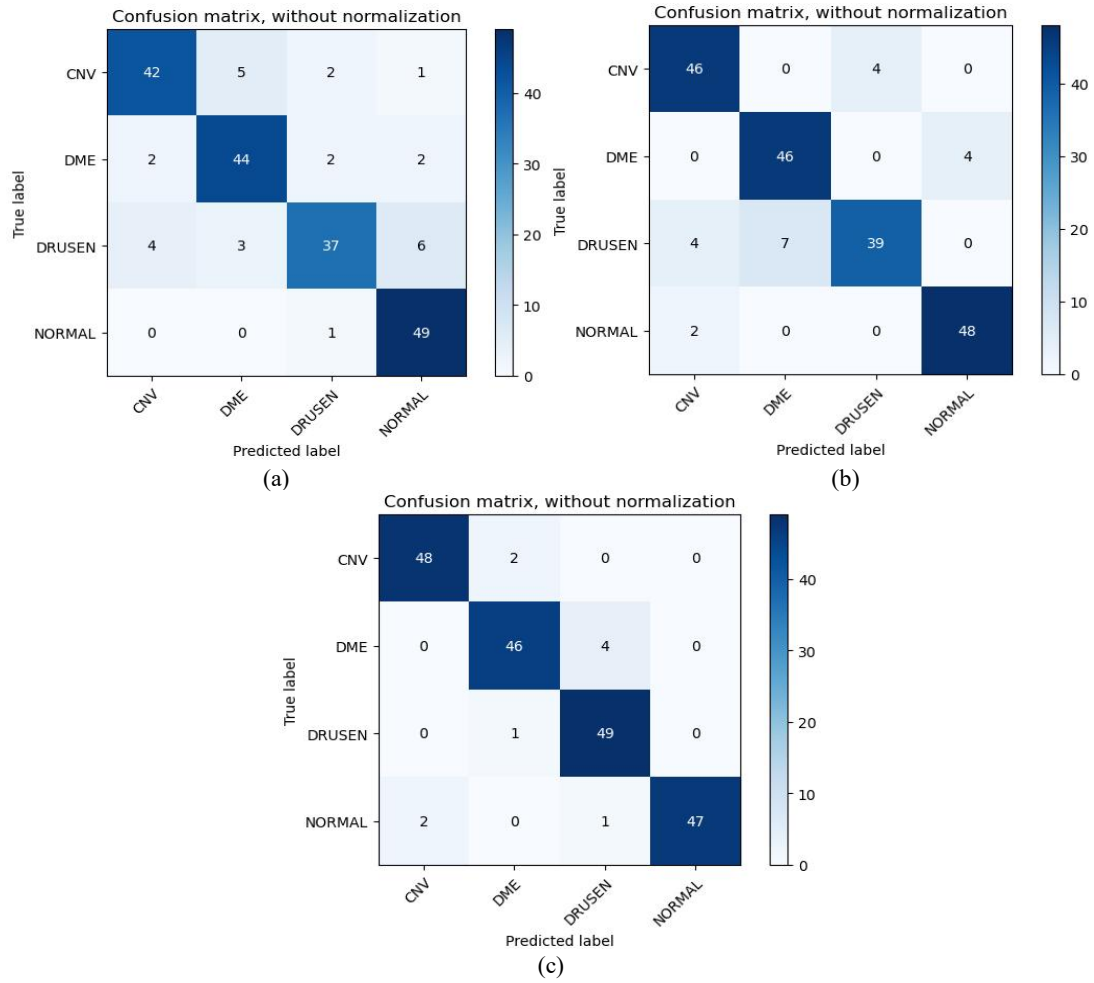 Confusion matrix, without normalization
True label
CNV 42 5 2 1
DME 2 44 2 2
DRUSEN 4 3 37 6
NORMAL 0 0 1 49
CNV DME DRUSEN NORMAL
Predicted label
40
30
20
10
0
(a)
Confusion matrix, without normalization
True label
CNV 46 0 4 0
DME 0 46 0 4
DRUSEN 4 7 39 0
NORMAL 2 0 0 48
CNV DME DRUSEN NORMAL
Predicted label
40
30
20
10
0
(b)
Confusion matrix, without normalization
True label
CNV 48 2 0 0
DME 0 46 4 0
DRUSEN 0 1 49 0
NORMAL 2 0 1 47
CNV DME DRUSEN NORMAL
Predicted label
40
30
20
10
0
(c)